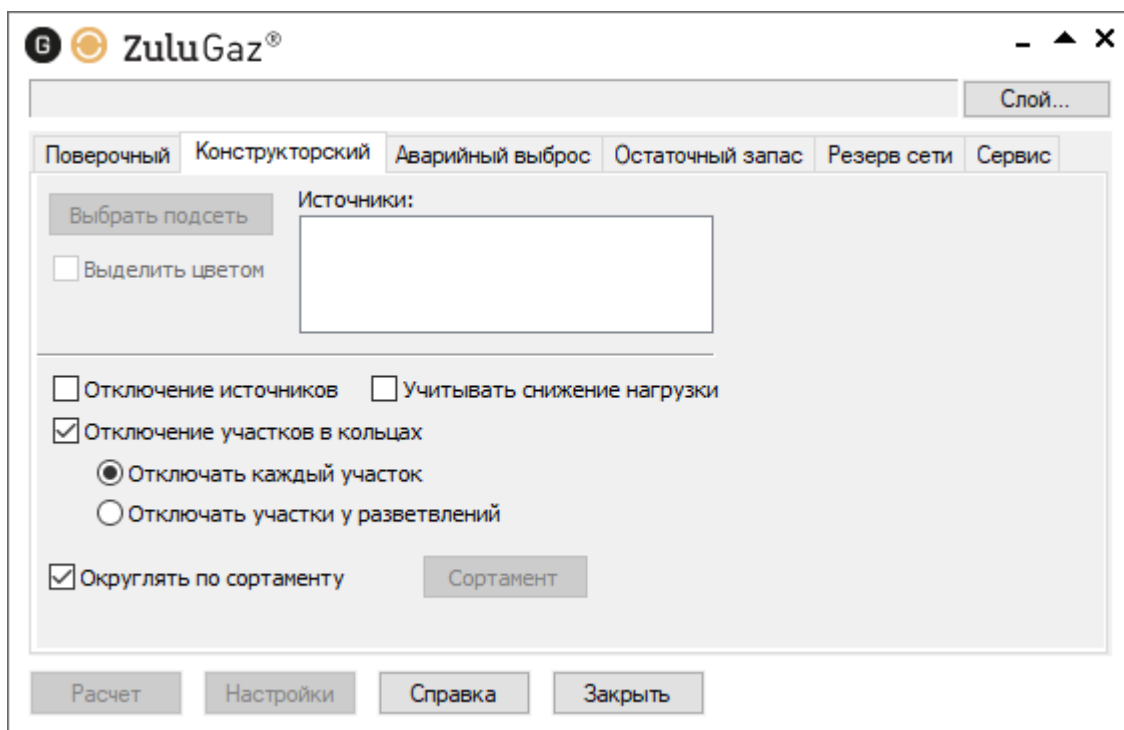 G ZuluGaz®
Слой...
Поверочный Конструкторский Аварийный выброс Остаточный запас Резерв сети Сервис
Выбрать подсеть Источники:
Выделить цветом
Отключение источников Учитывать снижение нагрузки
Отключение участков в кольцах
Отключать каждый участок
Отключать участки у разветвлений
Округлять по сортаменту Сортамент
Расчет Настройки Справка Закрыть